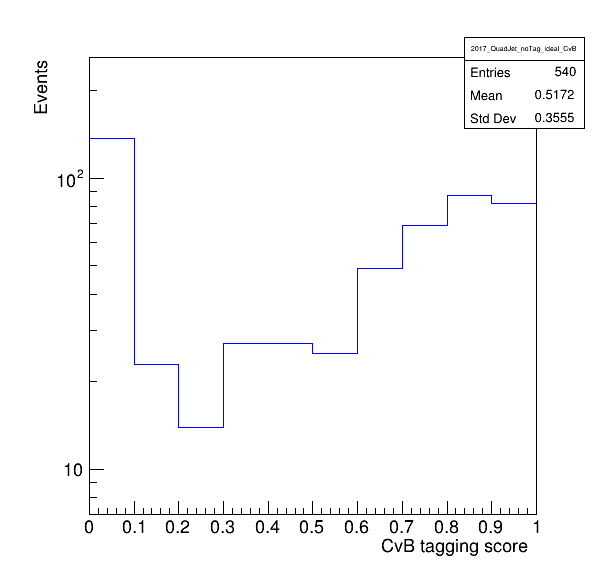 2017_QuadJet_noTag_ideal_CvB
Entries 540
Mean 0.5172
Std Dev 0.3555
Events
10²
10
0 0.1 0.2 0.3 0.4 0.5 0.6 0.7 0.8 0.9 1
CvB tagging score